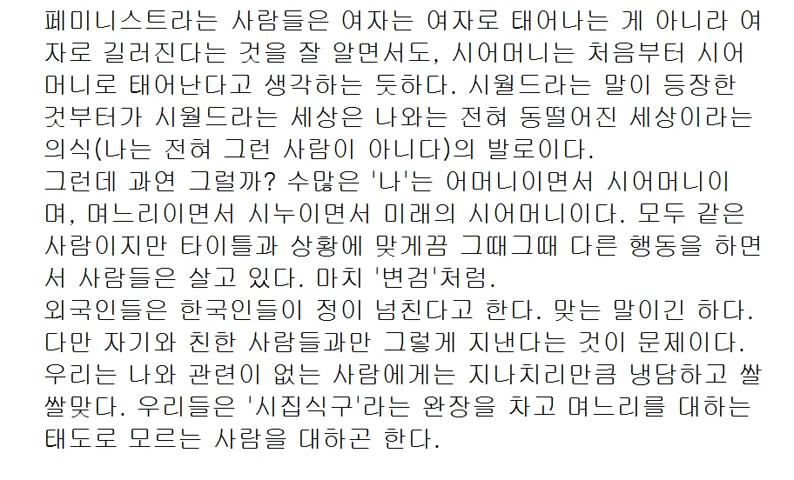 페미니스트라는 사람들은 여자는 여자로 태어나는 게 아니라 여
자로 길러진다는 것을 잘 알면서도, 시어머니는 처음부터 시어
머니로 태어난다고 생각하는 듯하다. 시월드라는 말이 등장한
것부터가 시월드라는 세상은 나와는 전혀 동떨어진 세상이라는
의식(나는 전혀 그런 사람이 아니다)의 발로이다.
그런데 과연 그럴까? 수많은 '나'는 어머니이면서 시어머니이
며, 며느리이면서 시누이면서 미래의 시어머니이다. 모두 같은
사람이지만 타이틀과 상황에 맞게끔 그때그때 다른 행동을 하면
서 사람들은 살고 있다. 마치 '변검'처럼.
외국인들은 한국인들이 정이 넘친다고 한다. 맞는 말이긴 하다.
다만 자기와 친한 사람들과만 그렇게 지낸다는 것이 문제이다.
우리는 나와 관련이 없는 사람에게는 지나치리만큼 냉담하고 쌀
쌀맞다. 우리들은 '시집식구'라는 완장을 차고 며느리를 대하는
태도로 모르는 사람을 대하곤 한다.